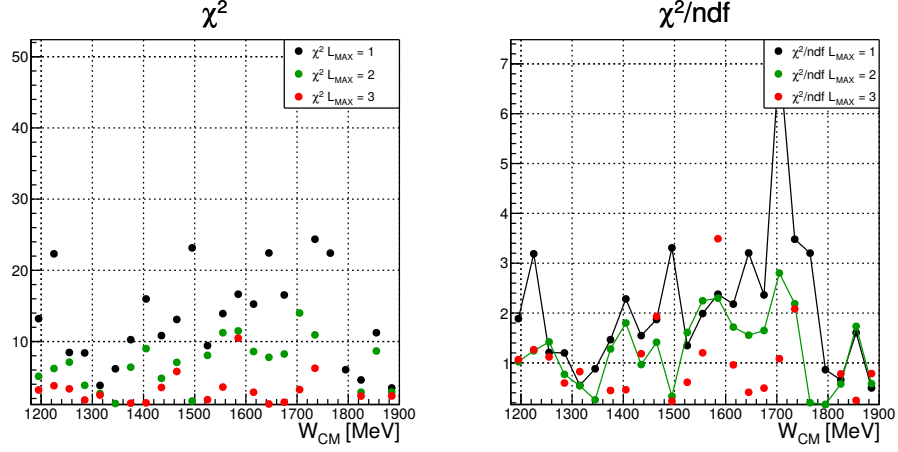 χ²
χ² L_MAX = 1
χ² L_MAX = 2
χ² L_MAX = 3
50
40
30
20
10
1200 1300 1400 1500 1600 1700 1800 1900
W_CM [MeV]
χ²/ndf
χ²/ndf L_MAX = 1
χ²/ndf L_MAX = 2
χ²/ndf L_MAX = 3
7
6
5
4
3
2
1
1200 1300 1400 1500 1600 1700 1800 1900
W_CM [MeV]